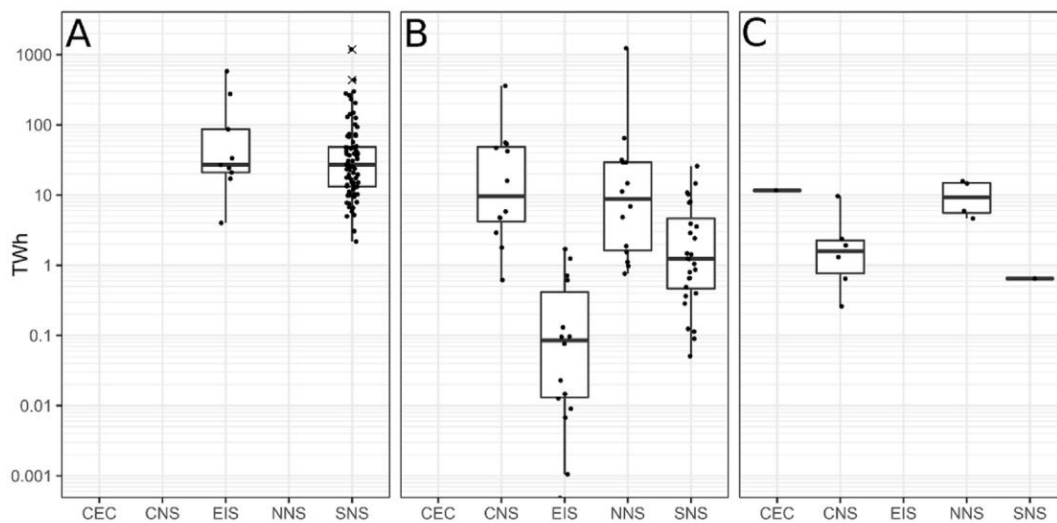 A B C
TWh
1000
100
10
1
0.1
0.01
0.001
CEC CNS EIS NNS SNS CEC CNS EIS NNS SNS CEC CNS EIS NNS SNS